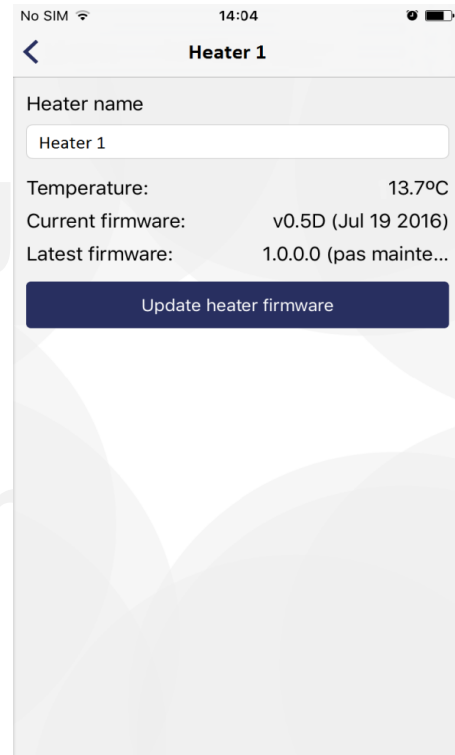 No SIM 14:04
Heater 1
Heater name
Heater 1
Temperature: 13.7ºC
Current firmware: v0.5D (Jul 19 2016)
Latest firmware: 1.0.0.0 (pas mainte...
Update heater firmware